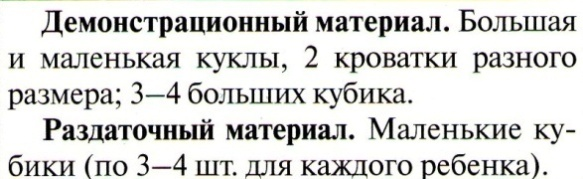 Демонстрационный материал. Большая
и маленькая куклы, 2 кроватки разного
размера; 3–4 больших кубика.
Раздаточный материал. Маленькие ку-
бики (по 3–4 шт. для каждого ребенка).